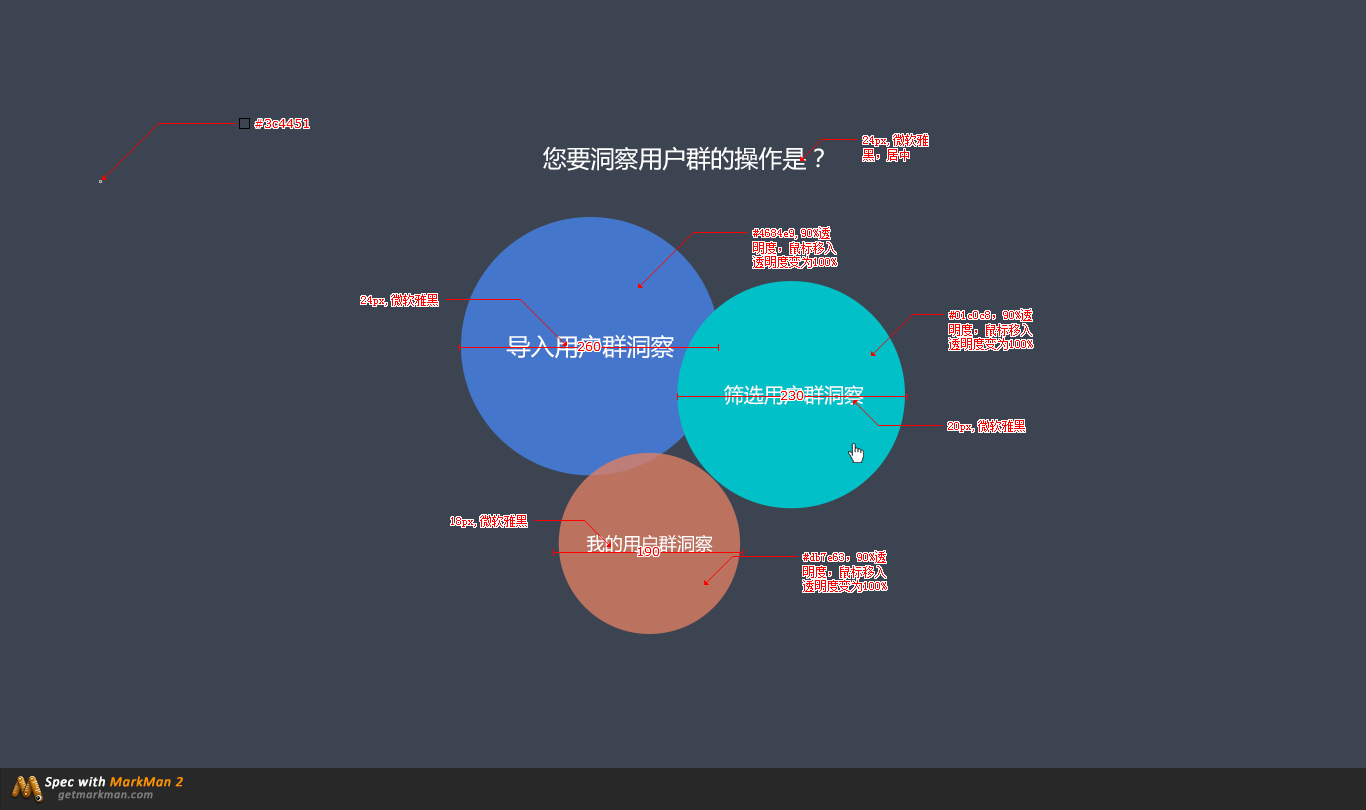 #3c4451
您要洞察用户群的操作是？
24px,微软雅
黑，居中
#4684e9,90%透
明度，鼠标移入
透明度变为100%
24px,微软雅黑
导入用户群洞察
260
#01c0c8，90%透
明度，鼠标移入
透明度变为100%
筛选用户群洞察
230
20px,微软雅黑
18px,微软雅黑
我的用户群洞察
190
#db7e63，90%透
明度，鼠标移入
透明度变为100%
Spec with MarkMan 2
getmarkman.com